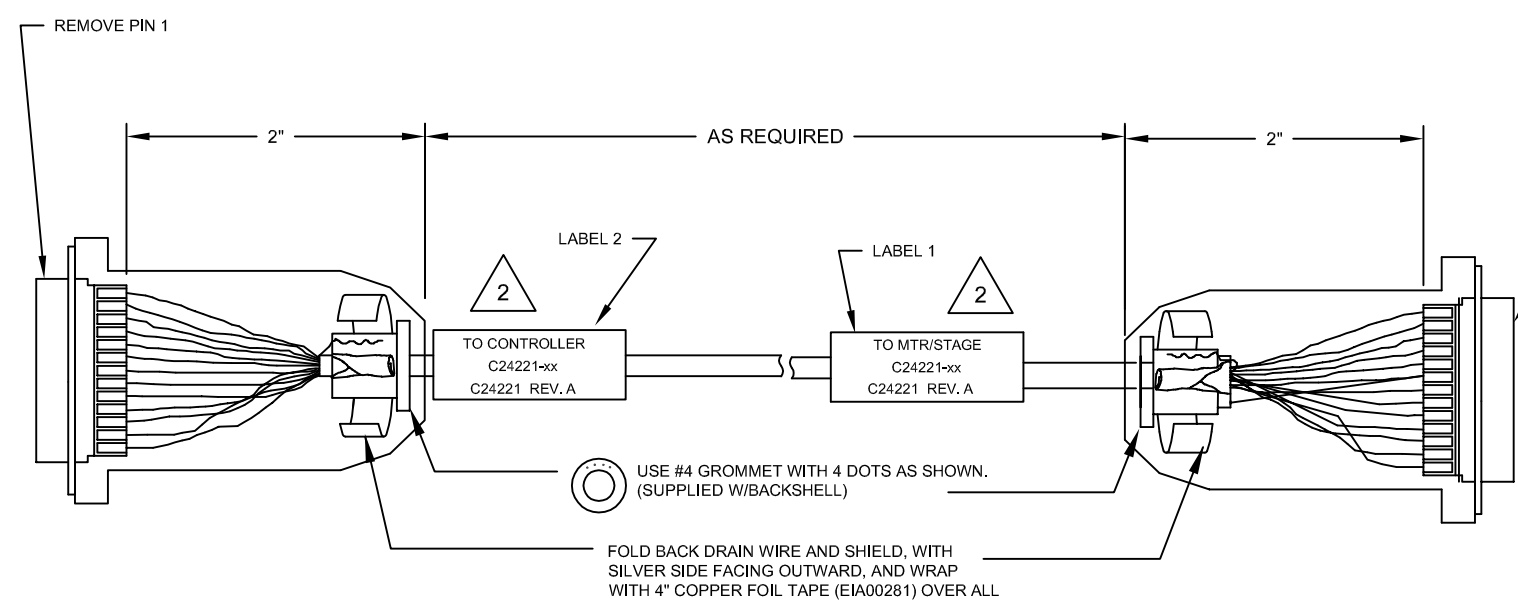 REMOVE PIN 1
2"
AS REQUIRED
2"
LABEL 2
LABEL 1
2
2
TO CONTROLLER
C24221-xx
C24221 REV. A
TO MTR/STAGE
C24221-xx
C24221 REV. A
USE #4 GROMMET WITH 4 DOTS AS SHOWN.
(SUPPLIED W/BACKSHELL)
FOLD BACK DRAIN WIRE AND SHIELD, WITH
SILVER SIDE FACING OUTWARD, AND WRAP
WITH 4" COPPER FOIL TAPE (EIA00281) OVER ALL